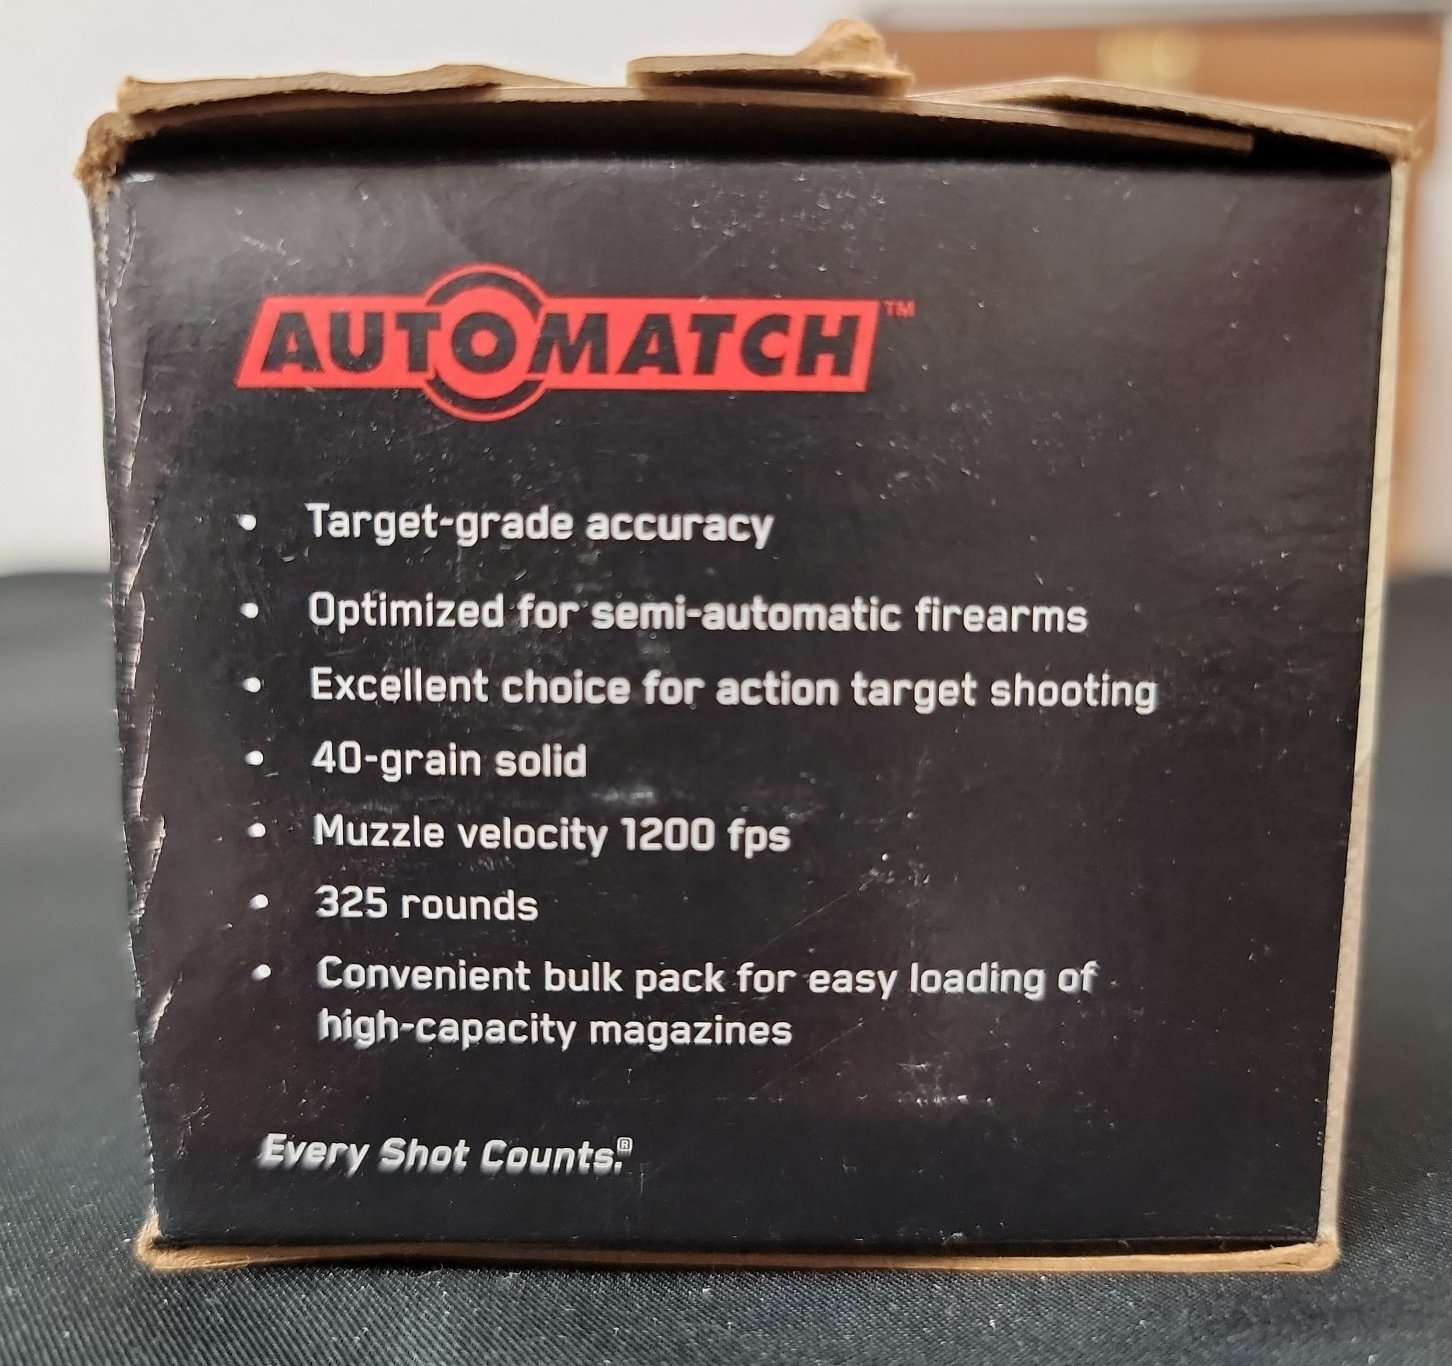 AUTOMATCH™
• Target-grade accuracy
• Optimized for semi-automatic firearms
• Excellent choice for action target shooting
• 40-grain solid
• Muzzle velocity 1200 fps
• 325 rounds
• Convenient bulk pack for easy loading of
high-capacity magazines
Every Shot Counts.®